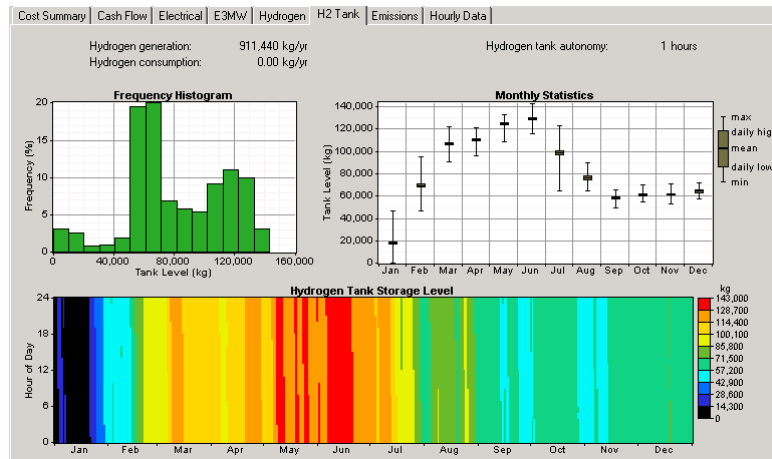 Cost Summary Cash Flow Electrical E3MW Hydrogen H2 Tank Emissions Hourly Data
Hydrogen generation: 911,440 kg/yr
Hydrogen tank autonomy: 1 hours
Hydrogen consumption: 0.00 kg/yr
Frequency Histogram
20
15
10
5
0
Frequency (%)
0 40,000 80,000 120,000 160,000
Tank Level (kg)
Monthly Statistics
140,000
120,000
100,000
80,000
60,000
40,000
20,000
0
Tank Level (kg)
Jan Feb Mar Apr May Jun Jul Aug Sep Oct Nov Dec
max
daily high
mean
daily low
min
Hydrogen Tank Storage Level
24
18
12
6
0
Hour of Day
Jan Feb Mar Apr May Jun Jul Aug Sep Oct Nov Dec
kg
143,000
128,700
114,400
100,100
85,800
71,500
57,200
42,900
28,600
14,300
0